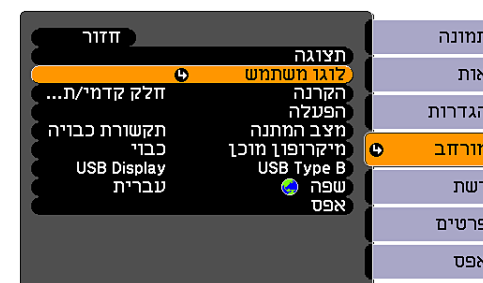 תמונה
אות
הגדרות
מורחב
רשת
פרטים
אפס
חזור
תצוגה
לוגו משתמש
הקרנה חלק קדמי/ת...
הפעלה
מצב המתנה תקשורת כבויה
מיקרופון מוכן כבוי
USB Type B USB Display
שפה עברית
אפס